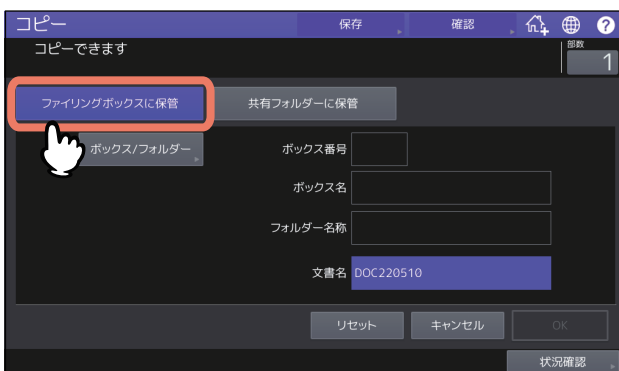 コピー 保存 確認
コピーできます 部数 1
ファイリングボックスに保管 共有フォルダーに保管
ボックス/フォルダー ボックス番号
ボックス名
フォルダー名称
文書名 DOC220510
リセット キャンセル OK
状況確認